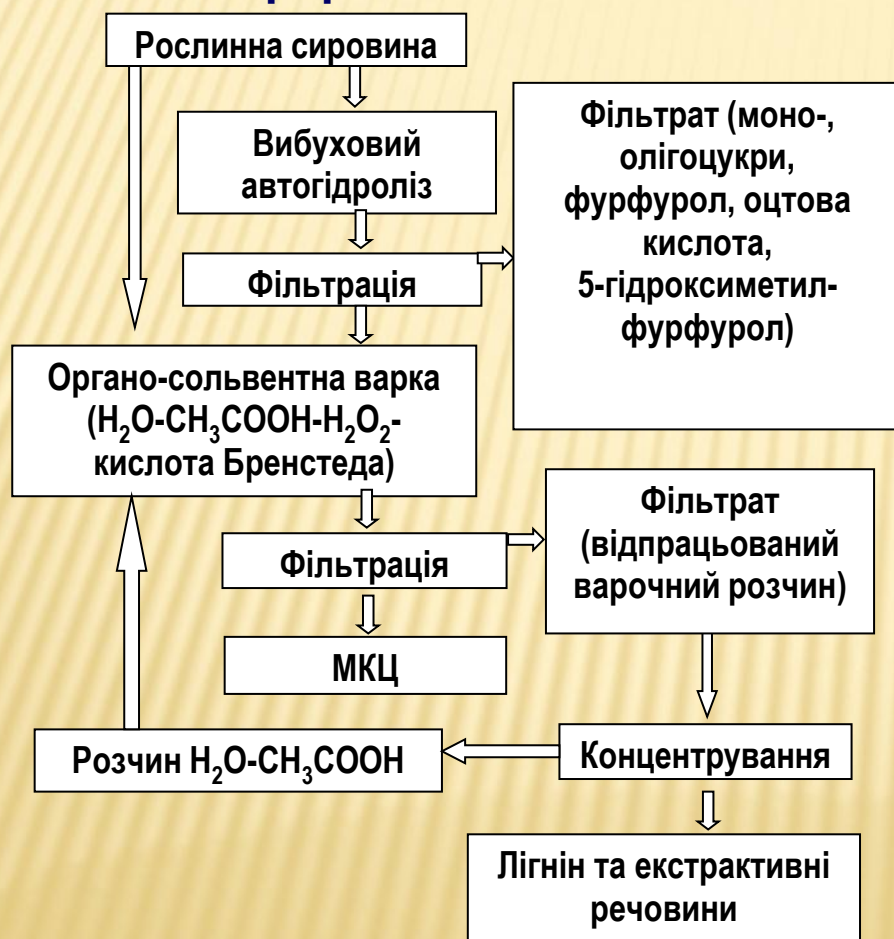 Рослинна сировина
Вибуховий
автогідроліз
Фільтрат (моно-,
олігоцукри,
фурфурол, оцтова
кислота,
5-гідроксиметил-
фурфурол)
Фільтрація
Органо-сольвентна варка
(H₂O-CH₃COOH-H₂O₂-
кислота Бренстеда)
Фільтрація
Фільтрат
(відпрацьований
варочний розчин)
МКЦ
Розчин H₂O-CH₃COOH
Концентрування
Лігнін та екстрактивні
речовини